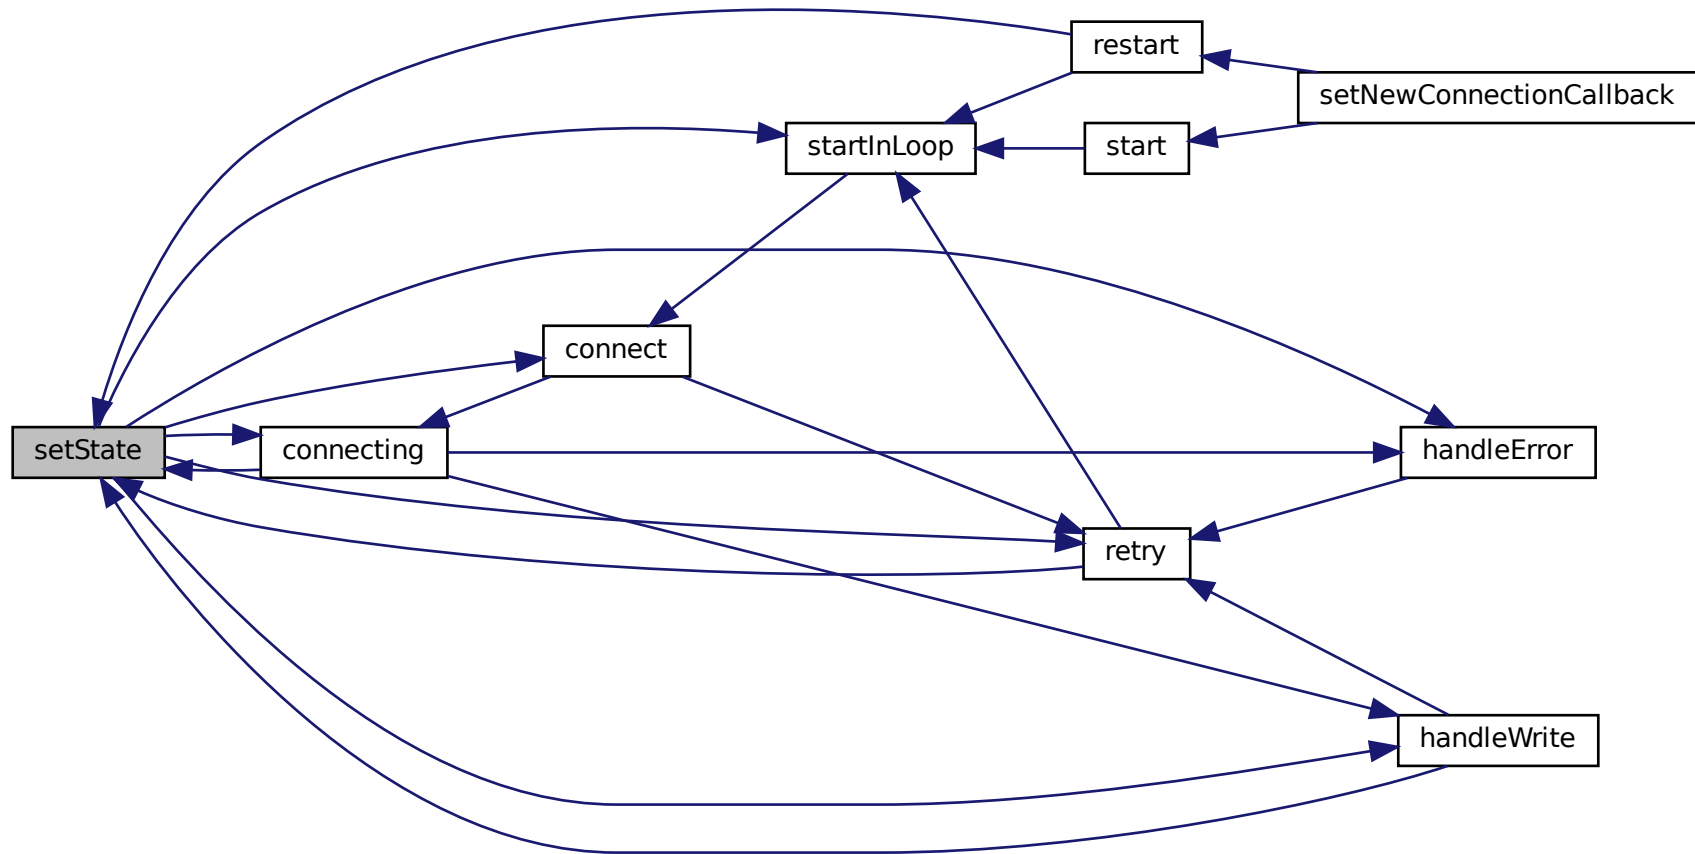 restart
setNewConnectionCallback
startInLoop
start
connect
setState
connecting
handleError
retry
handleWrite